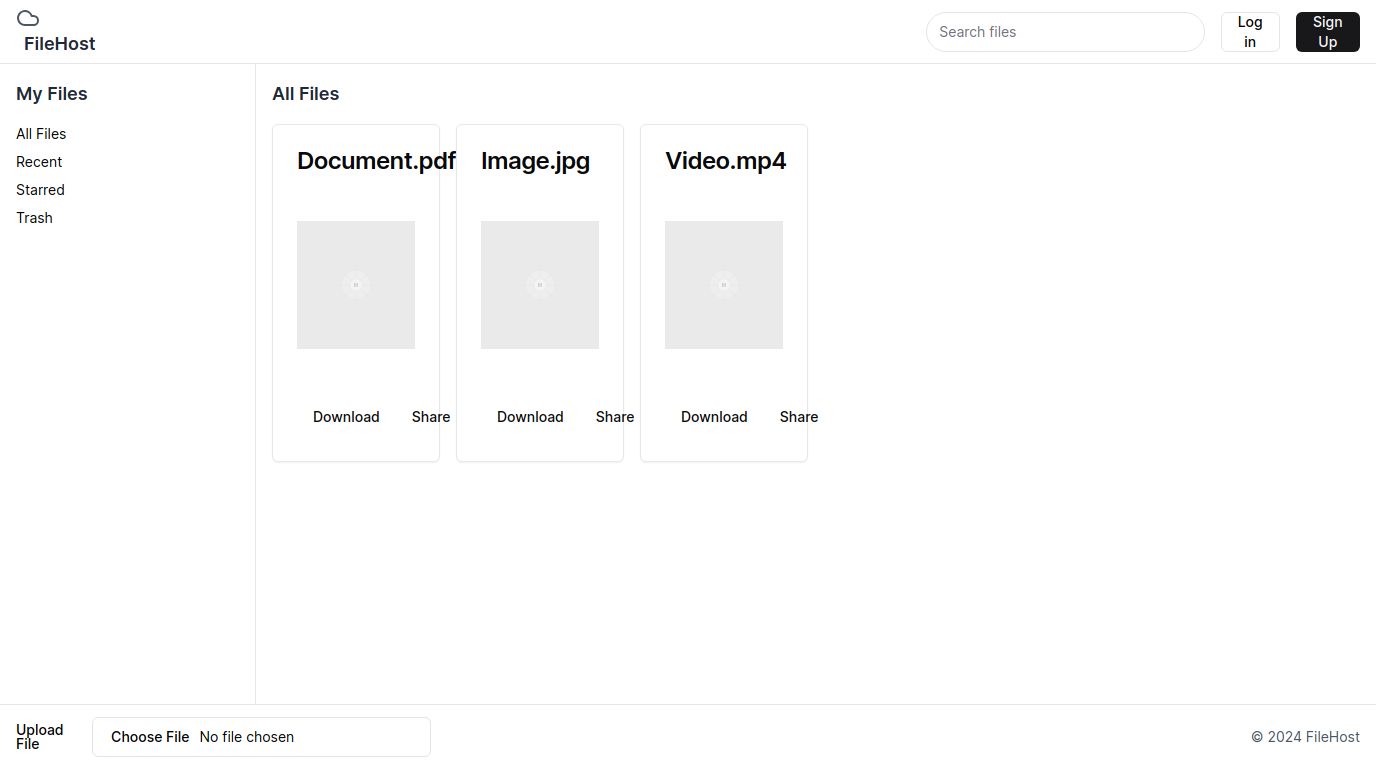 FileHost
Search files
Log
in
Sign
Up
My Files
All Files
Recent
Starred
Trash
All Files
Document.pdf
Image.jpg
Video.mp4
Download Share
Download Share
Download Share
Upload
File
Choose File No file chosen
© 2024 FileHost